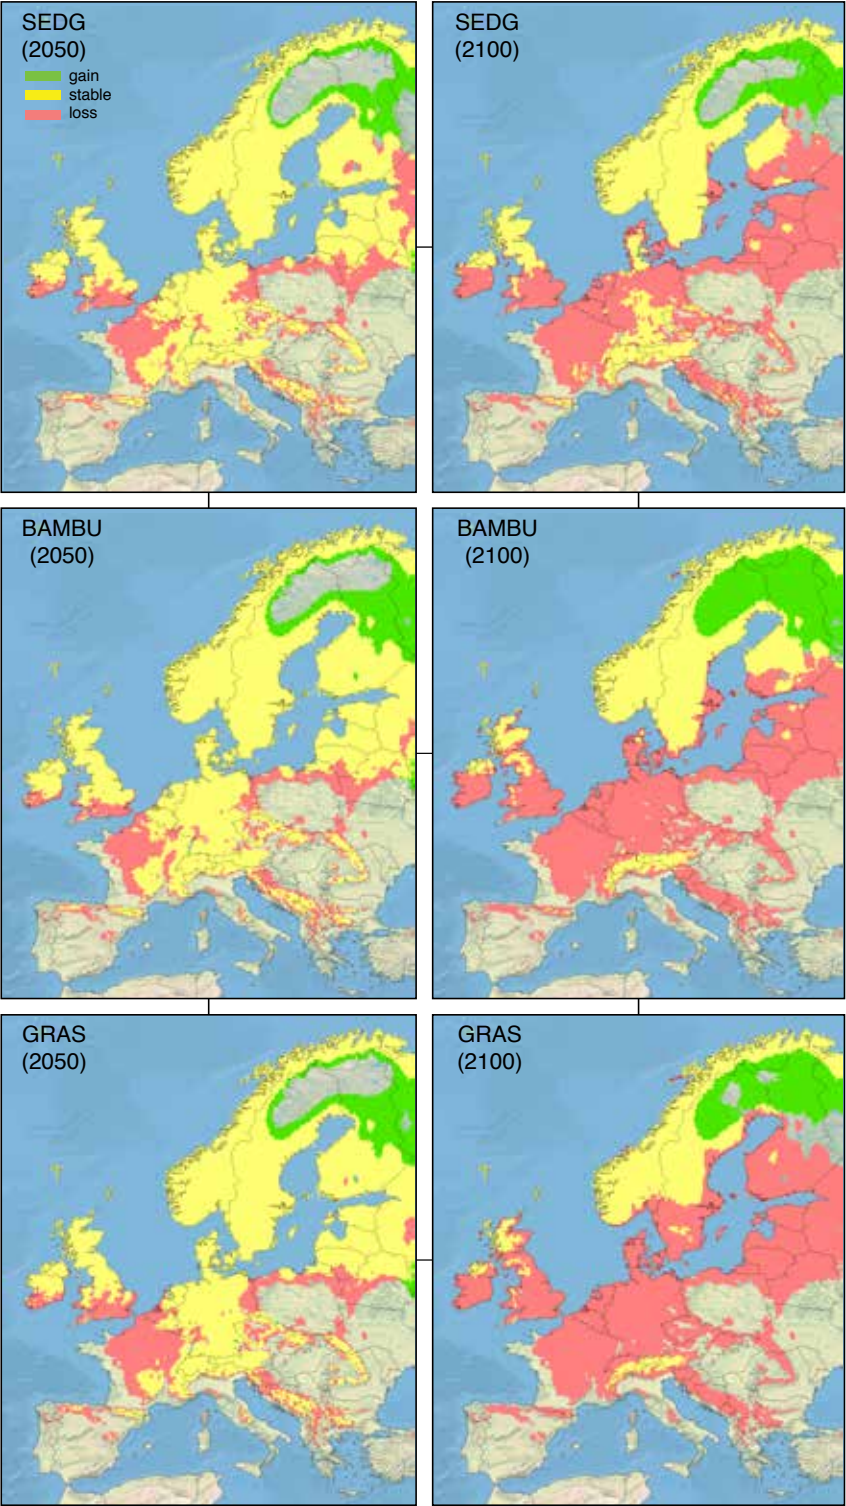 SEDG
(2050)
gain
stable
loss
SEDG
(2100)
BAMBU
(2050)
BAMBU
(2100)
GRAS
(2050)
GRAS
(2100)